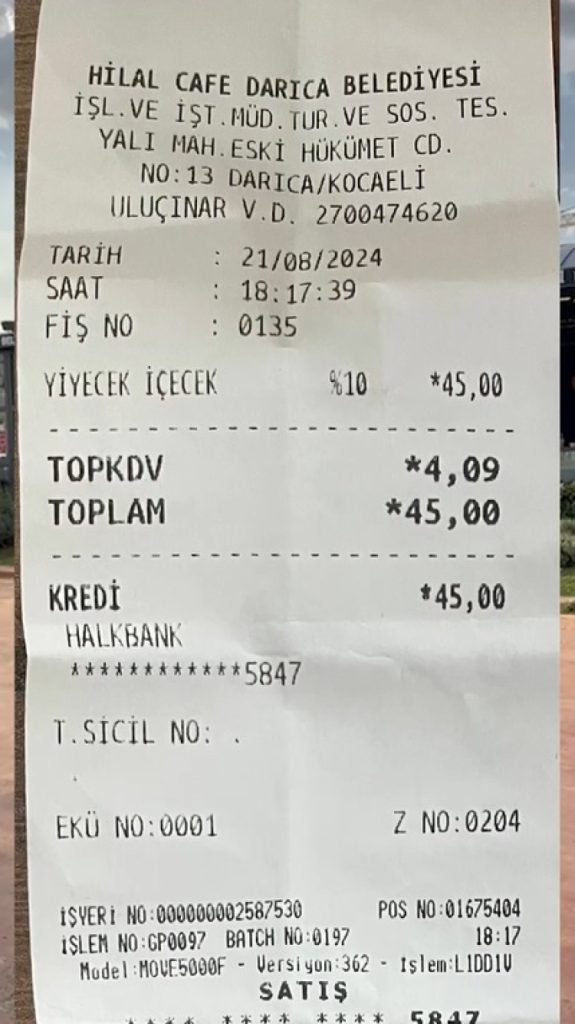 HİLAL CAFE DARICA BELEDİYESİ
İŞL.VE İŞT.MÜD.TUR.VE SOS. TES.
YALI MAH.ESKİ HÜKÜMET CD.
NO:13 DARICA/KOCAELİ
ULUÇINAR V.D. 2700474620
TARİH : 21/08/2024
SAAT : 18:17:39
FİŞ NO : 0135
YİYECEK İÇECEK %10 *45,00
- - - - - - - - - - - - - - - - - - - - - - - -
TOPKDV *4,09
TOPLAM *45,00
- - - - - - - - - - - - - - - - - - - - - - - -
KREDİ *45,00
HALKBANK
************5847
T.SİCİL NO: .
.
EKÜ NO:0001 Z NO:0204
İŞYERİ NO:000000002587530 POS NO:01675404
İŞLEM NO:GP0097 BATCH NO:0197 18:17
Model:MOVE5000F - Versiyon:362 - İşlem:L1DD1V
SATIŞ
**** **** **** 5847